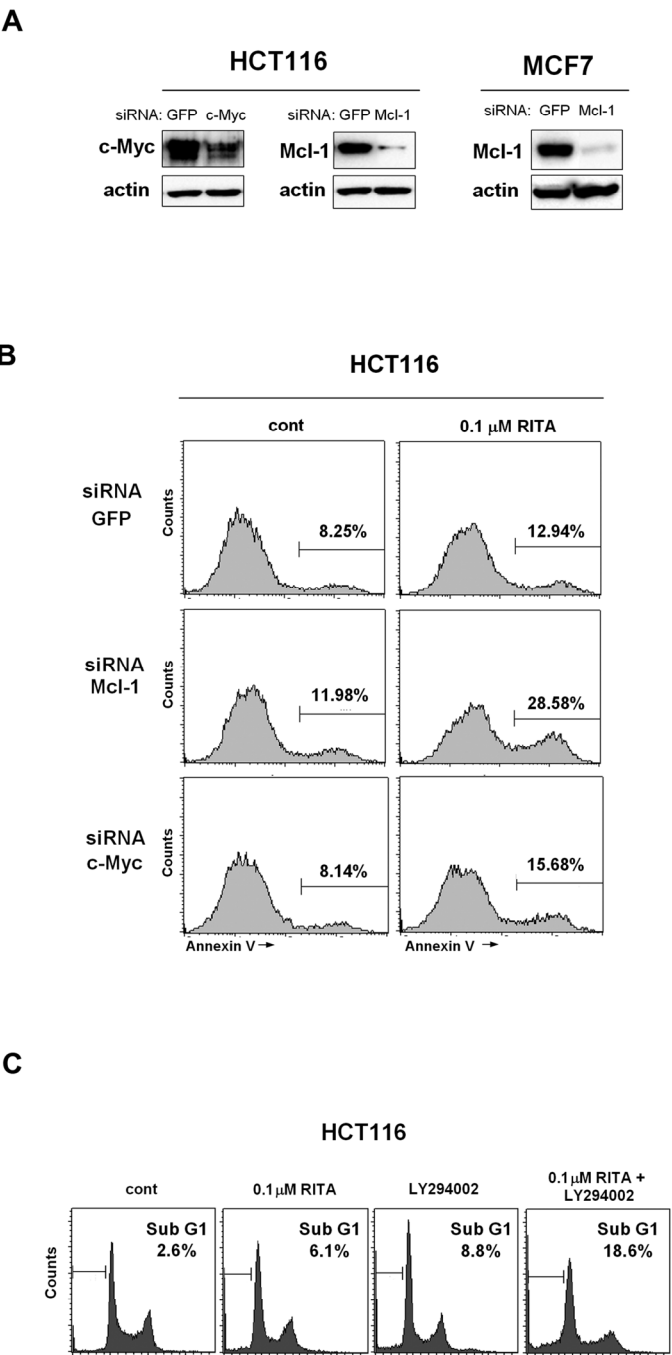 A
HCT116
MCF7
siRNA: GFP c-Myc
siRNA: GFP Mcl-1
siRNA: GFP Mcl-1
c-Myc
Mcl-1
Mcl-1
actin
actin
actin
B
HCT116
cont
0.1 μM RITA
siRNA
GFP
Counts
8.25%
12.94%
siRNA
Mcl-1
Counts
11.98%
28.58%
siRNA
c-Myc
Counts
8.14%
15.68%
Annexin V →
Annexin V →
C
HCT116
cont
0.1μM RITA
LY294002
0.1μM RITA +
LY294002
Counts
Sub G1
2.6%
Sub G1
6.1%
Sub G1
8.8%
Sub G1
18.6%